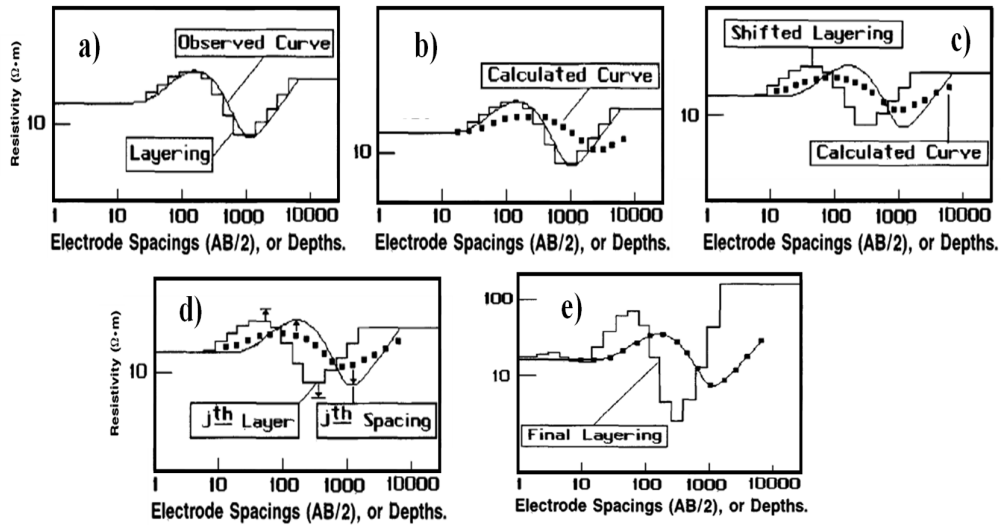 a)
Observed Curve
Layering
Resistivity (Ω·m)
10
1 10 100 1000 10000
Electrode Spacings (AB/2), or Depths.
b)
Calculated Curve
10
1 10 100 1000 10000
Electrode Spacings (AB/2), or Depths.
Shifted Layering
c)
10
Calculated Curve
1 10 100 1000 10000
Electrode Spacings (AB/2), or Depths.
d)
Resistivity (Ω·m)
10
jth Layer
jth Spacing
1 10 100 1000 10000
Electrode Spacings (AB/2), or Depths.
e)
100
10
Final Layering
1 10 100 1000 10000
Electrode Spacings (AB/2), or Depths.